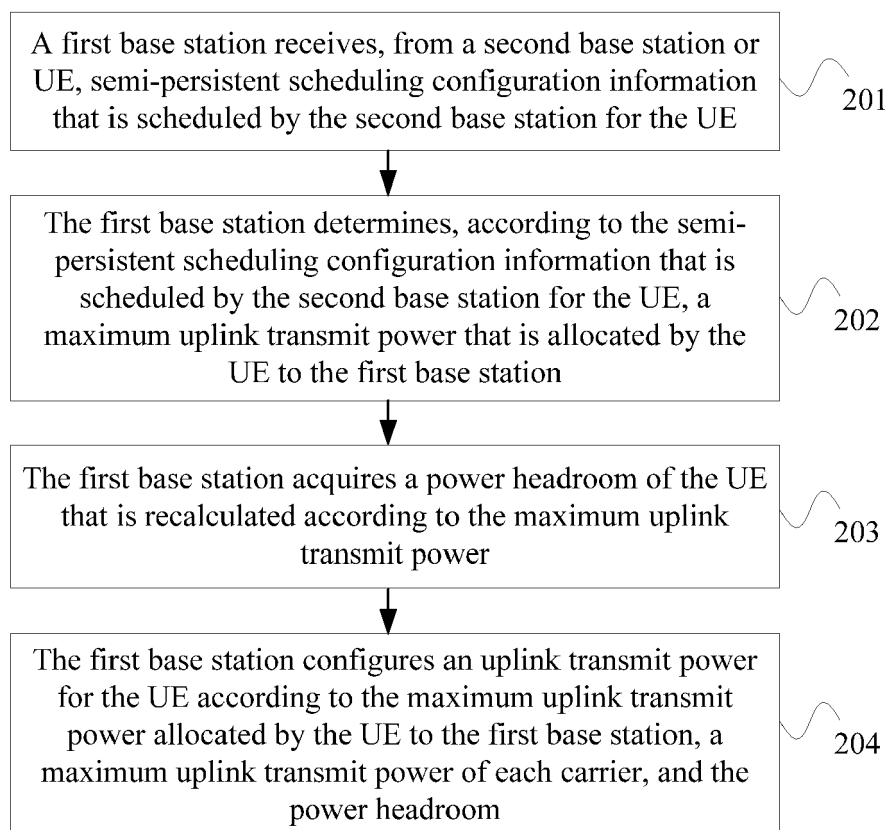 A first base station receives, from a second base station or
UE, semi-persistent scheduling configuration information
that is scheduled by the second base station for the UE
201
The first base station determines, according to the semi-
persistent scheduling configuration information that is
scheduled by the second base station for the UE, a
maximum uplink transmit power that is allocated by the
UE to the first base station
202
The first base station acquires a power headroom of the UE
that is recalculated according to the maximum uplink
transmit power
203
The first base station configures an uplink transmit power
for the UE according to the maximum uplink transmit
power allocated by the UE to the first base station, a
maximum uplink transmit power of each carrier, and the
power headroom
204